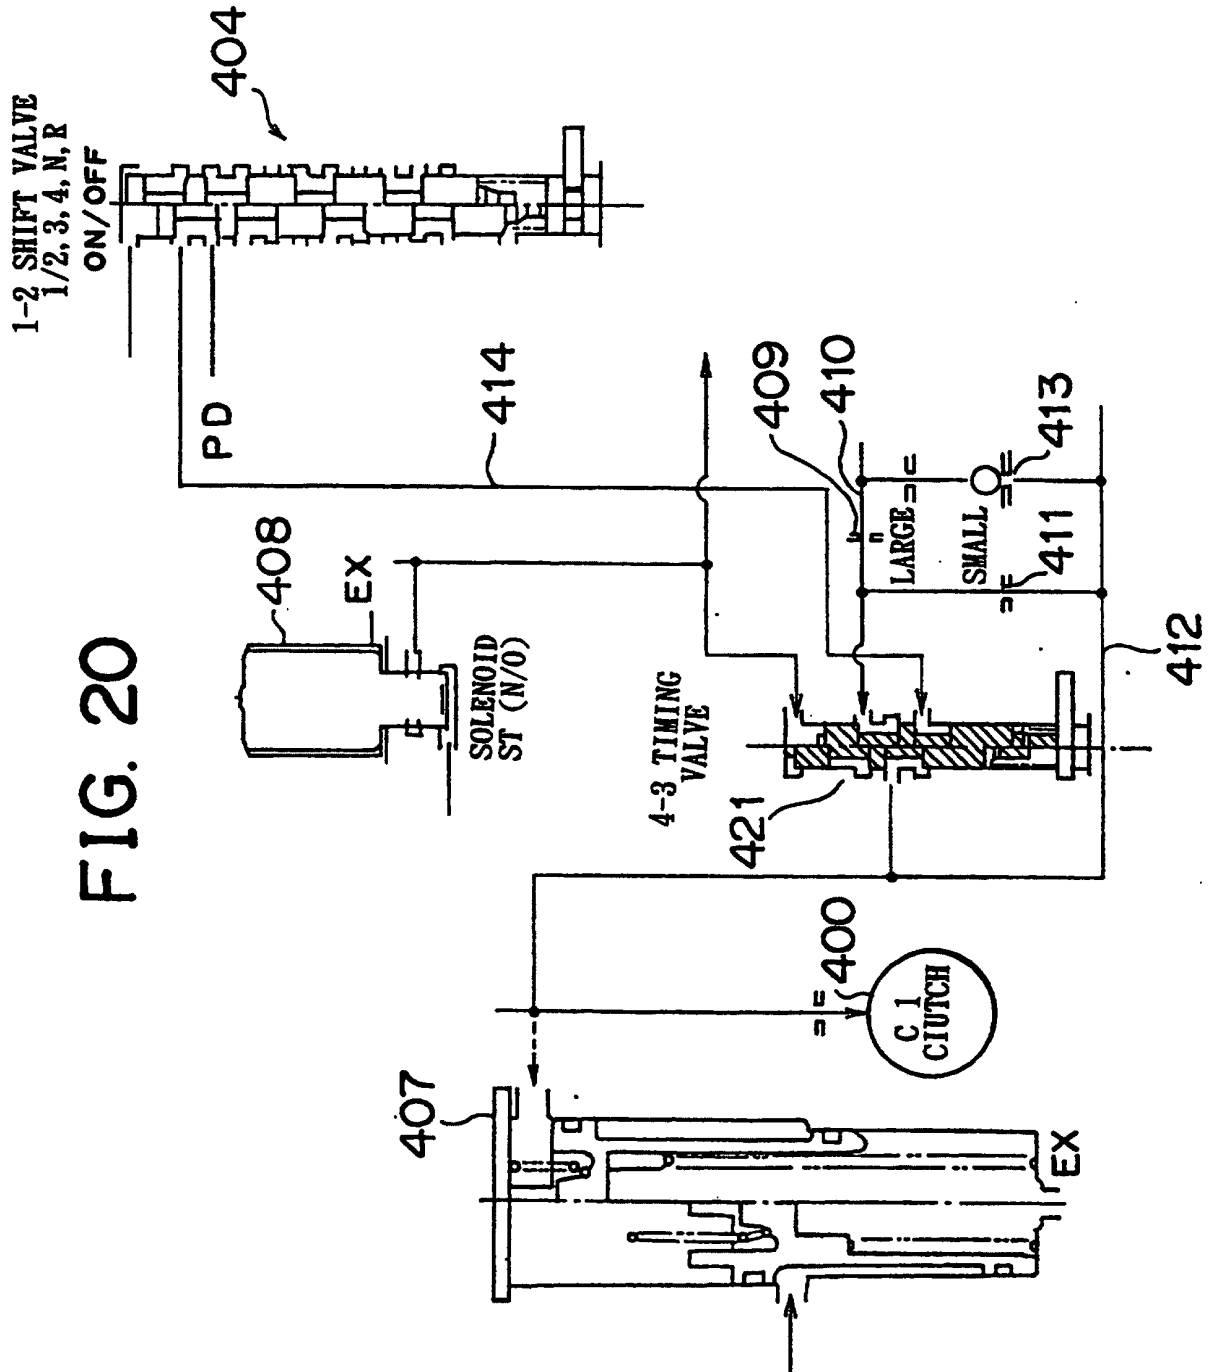 FIG. 20
1-2 SHIFT VALVE
1/2, 3, 4, N, R
ON/OFF
404
PD
414
408
EX
SOLENOID
ST (N/O)
409
410
LARGE
SMALL
413
411
412
4-3 TIMING
VALVE
421
400
C 1
CIUTCH
407
EX